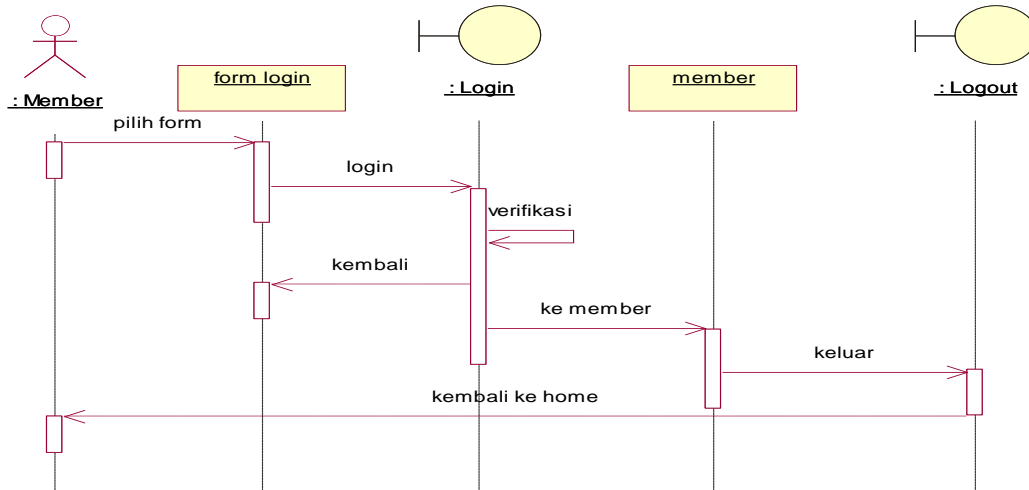 : Member
form login
: Login
member
: Logout
pilih form
login
verifikasi
kembali
ke member
keluar
kembali ke home